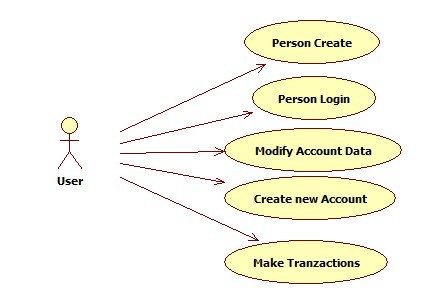 Person Create
Person Login
Modify Account Data
User
Create new Account
Make Tranzactions